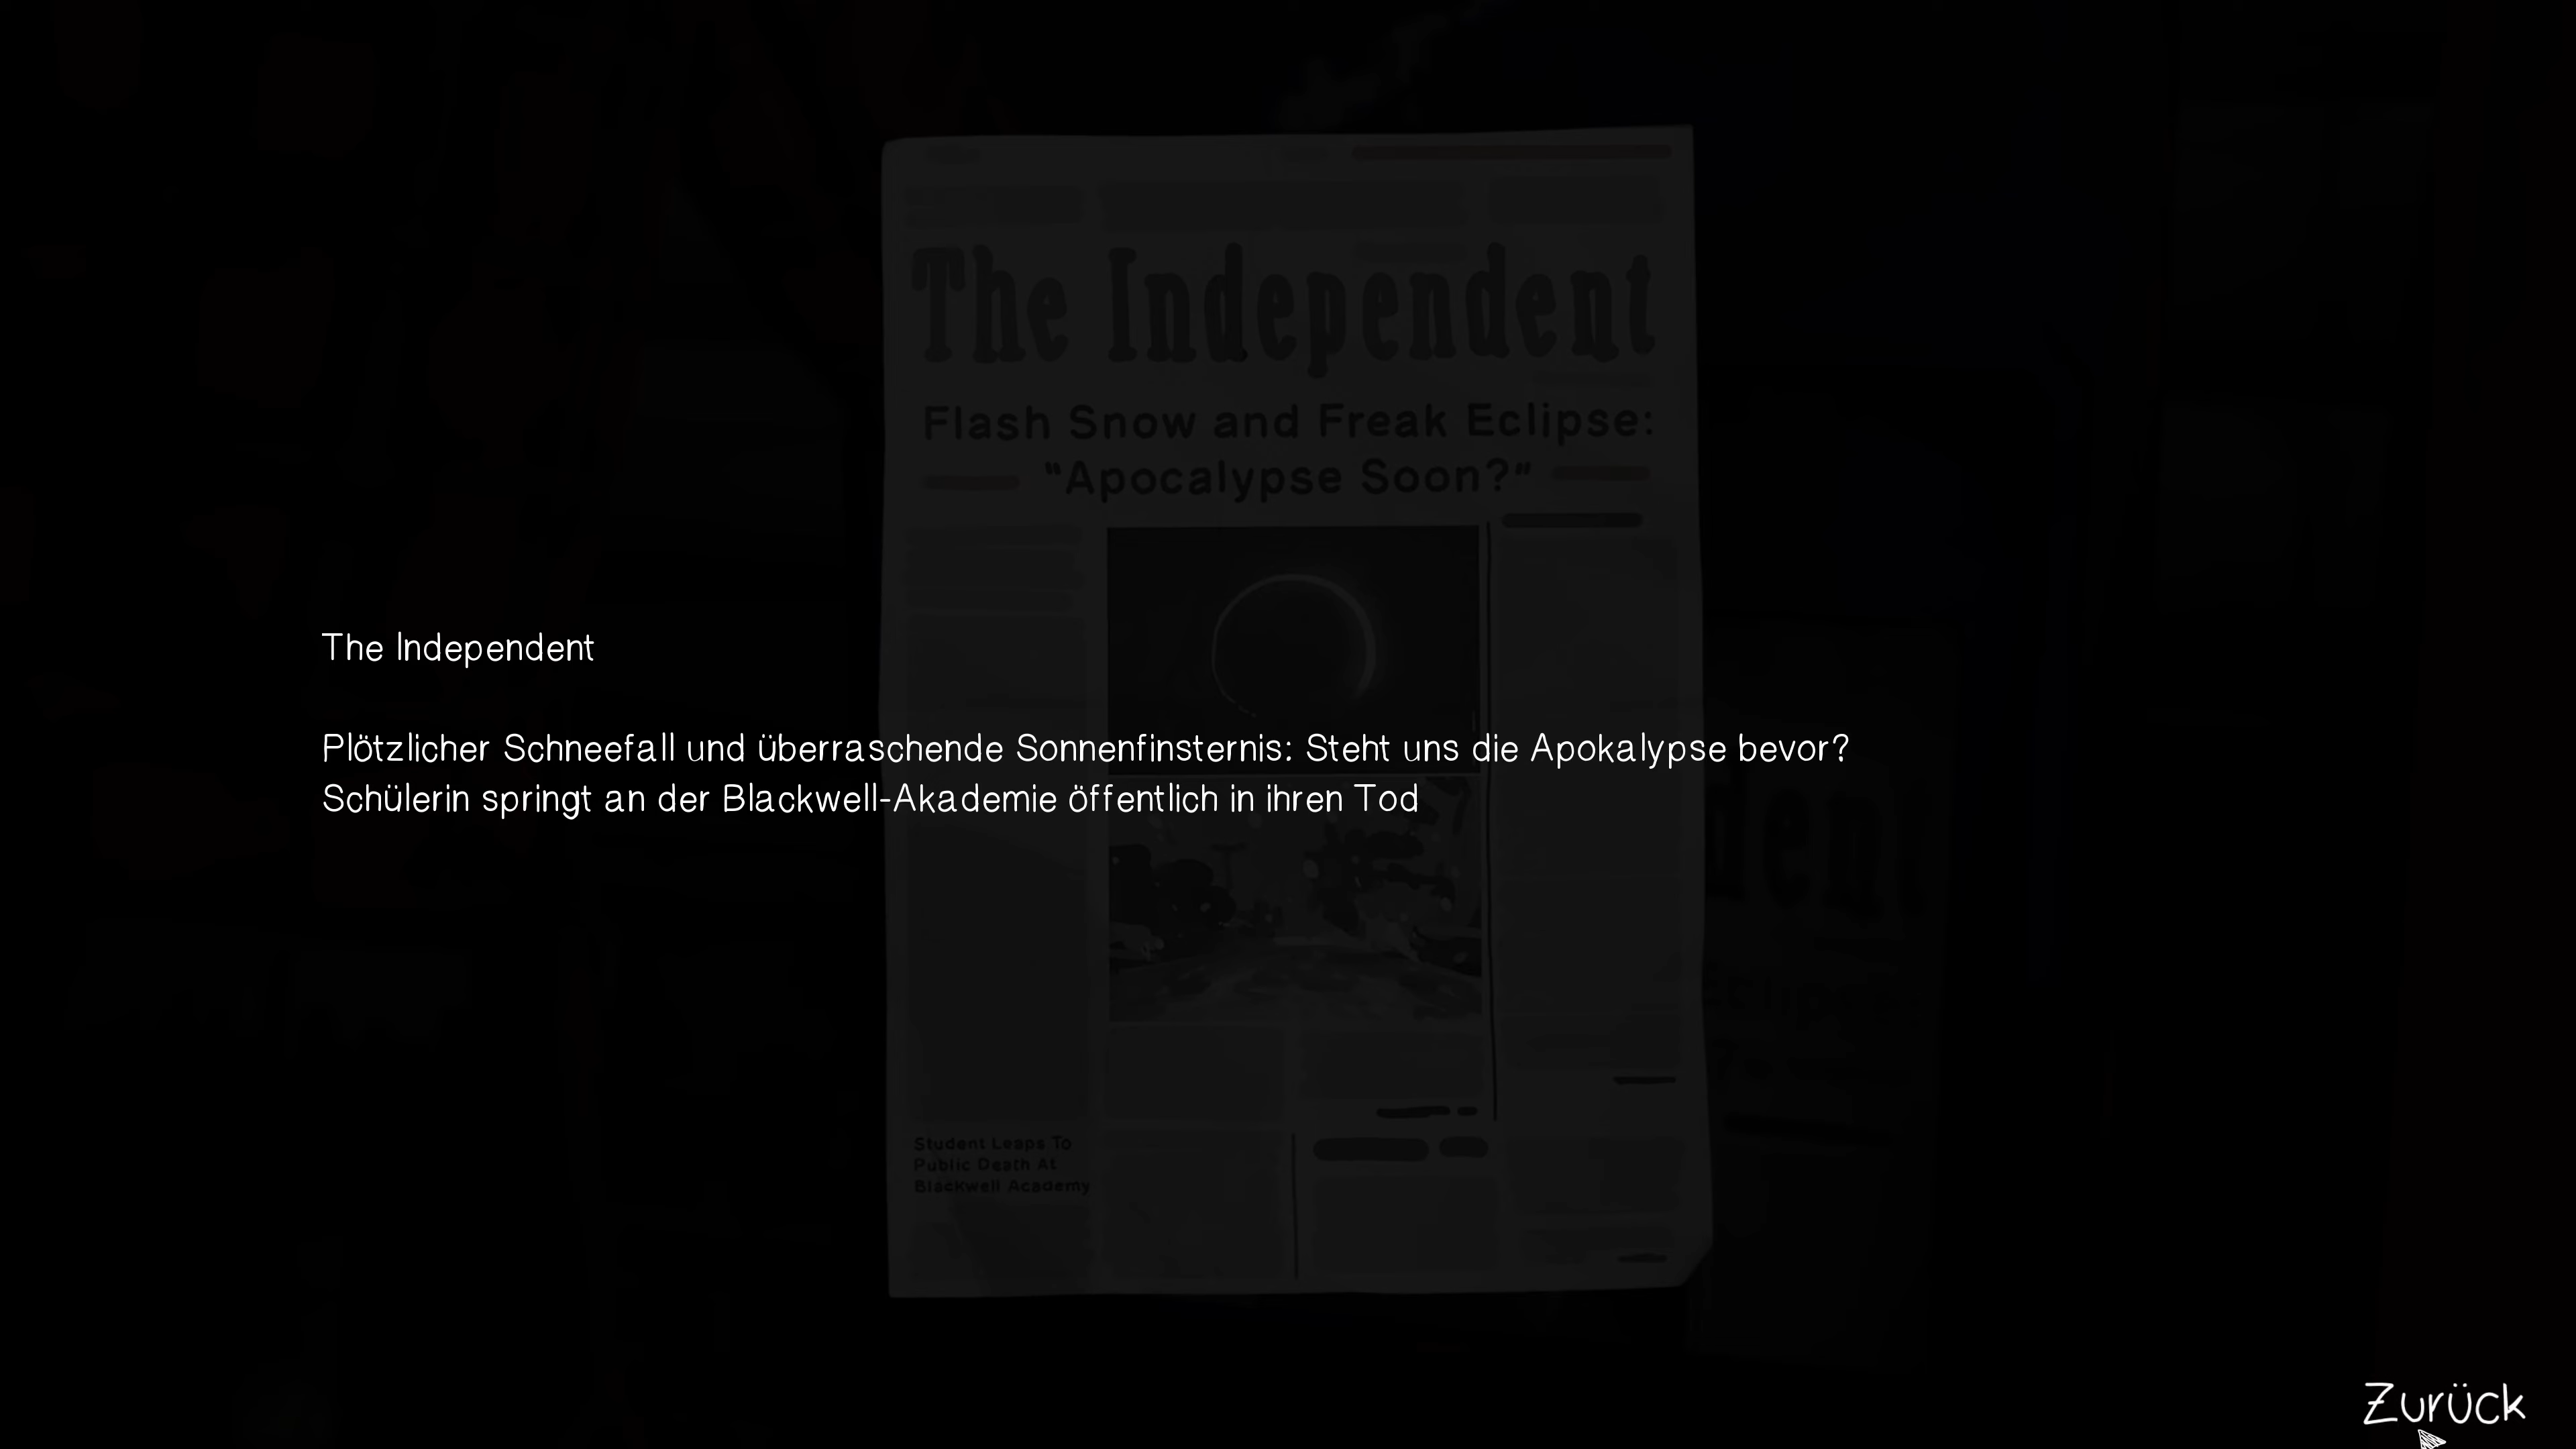 The Independent
Flash Snow and Freak Eclipse:
"Apocalypse Soon?"
The Independent
Plötzlicher Schneefall und überraschende Sonnenfinsternis: Steht uns die Apokalypse bevor?
Schülerin springt an der Blackwell-Akademie öffentlich in ihren Tod
dent
Eclipse
Student Leaps To
Public Death At
Blackwell Academy
Zurück